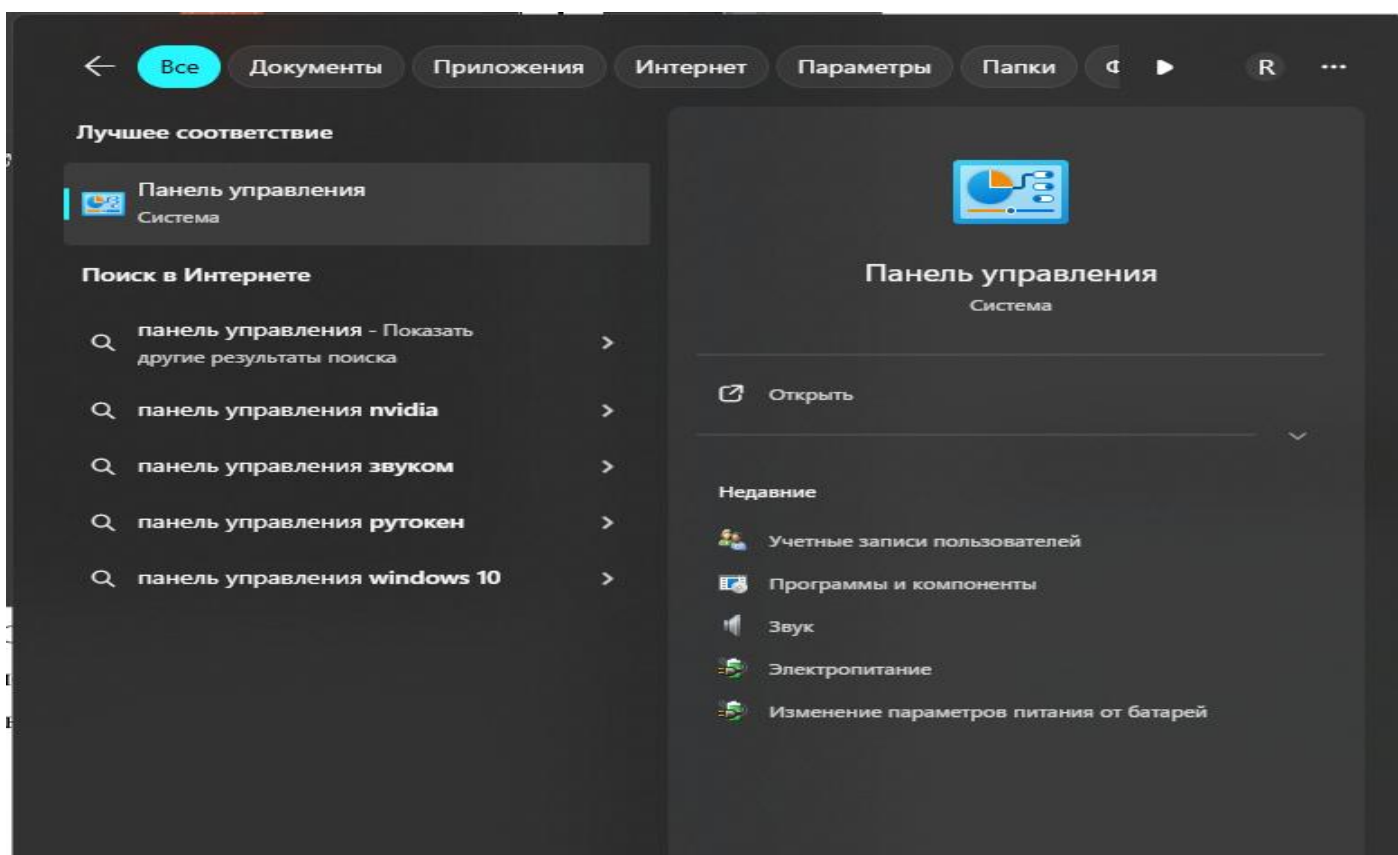 Все Документы Приложения Интернет Параметры Папки R
Лучшее соответствие
Панель управления
Система
Поиск в Интернете
панель управления - Показать
другие результаты поиска
панель управления nvidia
панель управления звуком
панель управления рутокен
панель управления windows 10
Панель управления
Система
Открыть
Недавние
Учетные записи пользователей
Программы и компоненты
Звук
Электропитание
Изменение параметров питания от батарей